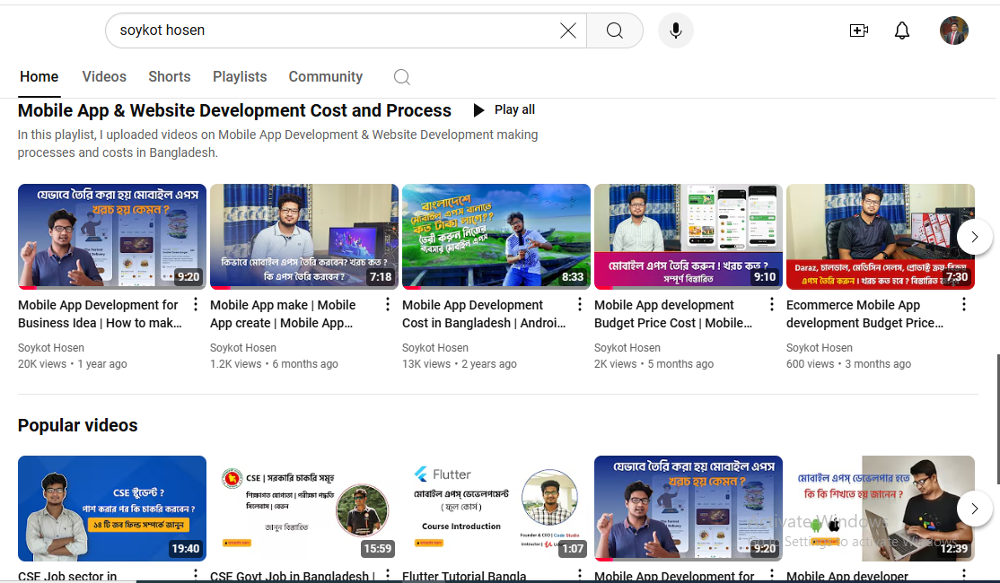 soykot hosen
Home Videos Shorts Playlists Community
Mobile App & Website Development Cost and Process Play all
In this playlist, I uploaded videos on Mobile App Development & Website Development making
processes and costs in Bangladesh.
যেভাবে তৈরি করা হয় মোবাইল এপস
খরচ হয় কেমন ?
9:20
কিভাবে মোবাইল এপস তৈরি করবেন? খরচ কত ?
কি এপস তৈরি করবেন ?
7:18
বাংলাদেশে
মোবাইল এপস বানাতে
কত টাকা লাগে??
তৈরী করুন নিজের
ব্যবসার মোবাইল এপস
8:33
মোবাইল এপস তৈরি করুন ! খরচ কত ?
সম্পূর্ণ বিস্তারিত
9:10
Daraz, চালডাল, মেডিসিন সেলস, প্রোডাক্ট ক্রয়-বিক্রয়
এপস তৈরি করুন । খরচ কত হবে ? বিস্তারিত
7:30
Mobile App Development for
Business Idea | How to mak...
Soykot Hosen
20K views • 1 year ago
Mobile App make | Mobile
App create | Mobile App...
Soykot Hosen
1.2K views • 6 months ago
Mobile App Development
Cost in Bangladesh | Androi...
Soykot Hosen
13K views • 2 years ago
Mobile App development
Budget Price Cost | Mobile...
Soykot Hosen
2K views • 5 months ago
Ecommerce Mobile App
development Budget Price...
Soykot Hosen
600 views • 3 months ago
Popular videos
CSE স্টুডেন্ট ?
পাশ করার পর কি চাকরি করবেন ?
১৪ টি জব ফিল্ড সম্পর্কে জানুন
19:40
CSE | সরকারি চাকরি সমূহ
শিক্ষাগত যোগ্যতা | পরীক্ষা পদ্ধতি
সিলেবাস | বেতন
জানুন বিস্তারিত
15:59
Flutter
মোবাইল এপস্ ডেভেলপমেন্ট
( ফুল কোর্স )
Course Introduction
Founder & CEO | Code Studio
Instructor |
1:07
যেভাবে তৈরি করা হয় মোবাইল এপস
খরচ হয় কেমন ?
9:20
মোবাইল এপস ডেভেলপার হতে
কি কি শিখতে হয় জানেন ?
12:39
Activate Windows
Go to Settings to activate Windows.
CSE Job sector in
CSE Govt Job in Bangladesh |
Flutter Tutorial Bangla
Mobile App Development for
Mobile App developer